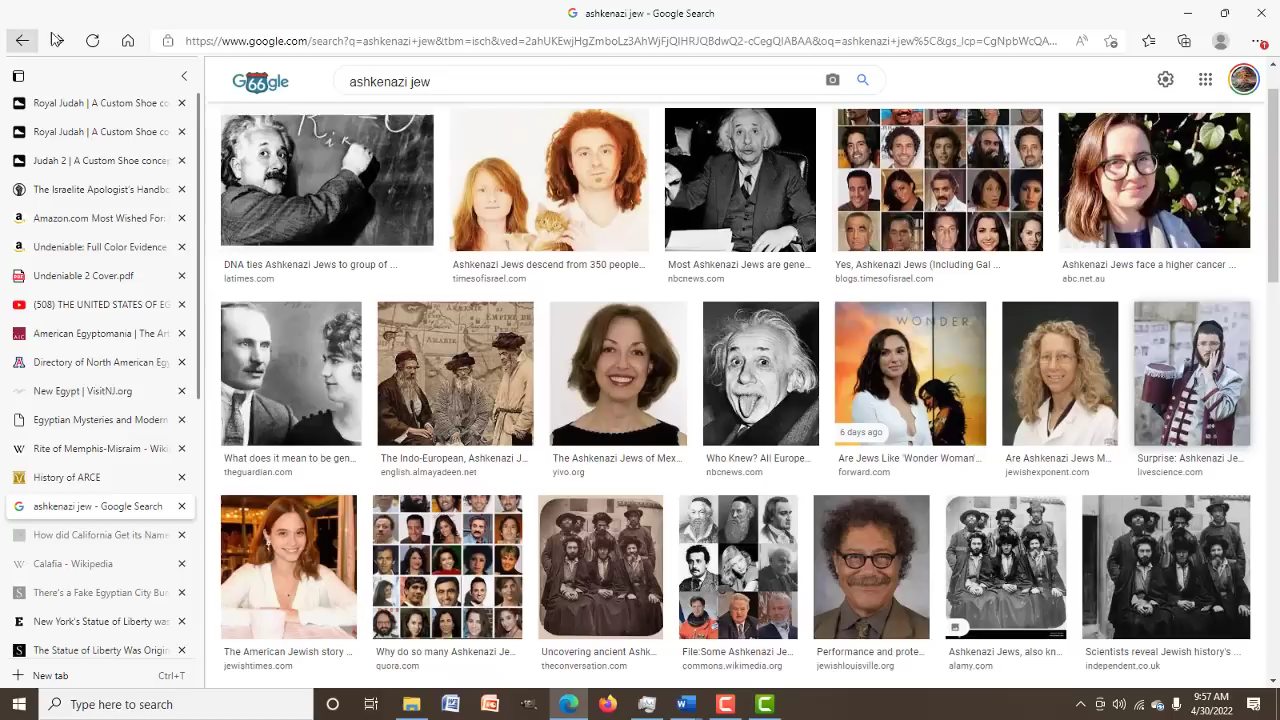 ashkenazi jew - Google Search
https://www.google.com/search?q=ashkenazi+jew&tbm=isch&ved=2ahUKEwjHgZmboLz3AhWjFjQIHRJQBdwQ2-cCegQIABAA&oq=ashkenazi+jew%5C&gs_lcp=CgNpbWcQA...
Royal Judah | A Custom Shoe co
Royal Judah | A Custom Shoe co
Judah 2 | A Custom Shoe concep
The Israelite Apologist's Handbo
Amazon.com Most Wished For:
Undeniable: Full Color Evidence
Undeniable 2 Cover.pdf
(508) THE UNITED STATES OF EG
American Egyptomania | The Art
Directory of North American Egy
New Egypt | VisitNJ.org
Egyptian Mysteries and Modern
Rite of Memphis-Misraim - Wiki
History of ARCE
ashkenazi jew - Google Search
How did California Get its Name
Calafia - Wikipedia
There's a Fake Egyptian City Bur
New York's Statue of Liberty was
The Statue of Liberty Was Origin
New tab
Ctrl+T
G 66 gle
ashkenazi jew
DNA ties Ashkenazi Jews to group of ...
latimes.com
Ashkenazi Jews descend from 350 people...
timesofisrael.com
Most Ashkenazi Jews are gene...
nbcnews.com
Yes, Ashkenazi Jews (Including Gal ...
blogs.timesofisrael.com
Ashkenazi Jews face a higher cancer ...
abc.net.au
WONDER
6 days ago
What does it mean to be gen...
theguardian.com
The Indo-European, Ashkenazi J...
english.almayadeen.net
The Ashkenazi Jews of Mex...
yivo.org
Who Knew? All Europe...
nbcnews.com
Are Jews Like 'Wonder Woman'...
forward.com
Are Ashkenazi Jews M...
jewishexponent.com
Surprise: Ashkenazi Je...
livescience.com
The American Jewish story ...
jewishtimes.com
Why do so many Ashkenazi Je...
quora.com
Uncovering ancient Ashk...
theconversation.com
File:Some Ashkenazi Je...
commons.wikimedia.org
Performance and prote...
jewishlouisville.org
Ashkenazi Jews, also kn...
alamy.com
Scientists reveal Jewish history's ...
independent.co.uk
Type here to search
9:57 AM
4/30/2022